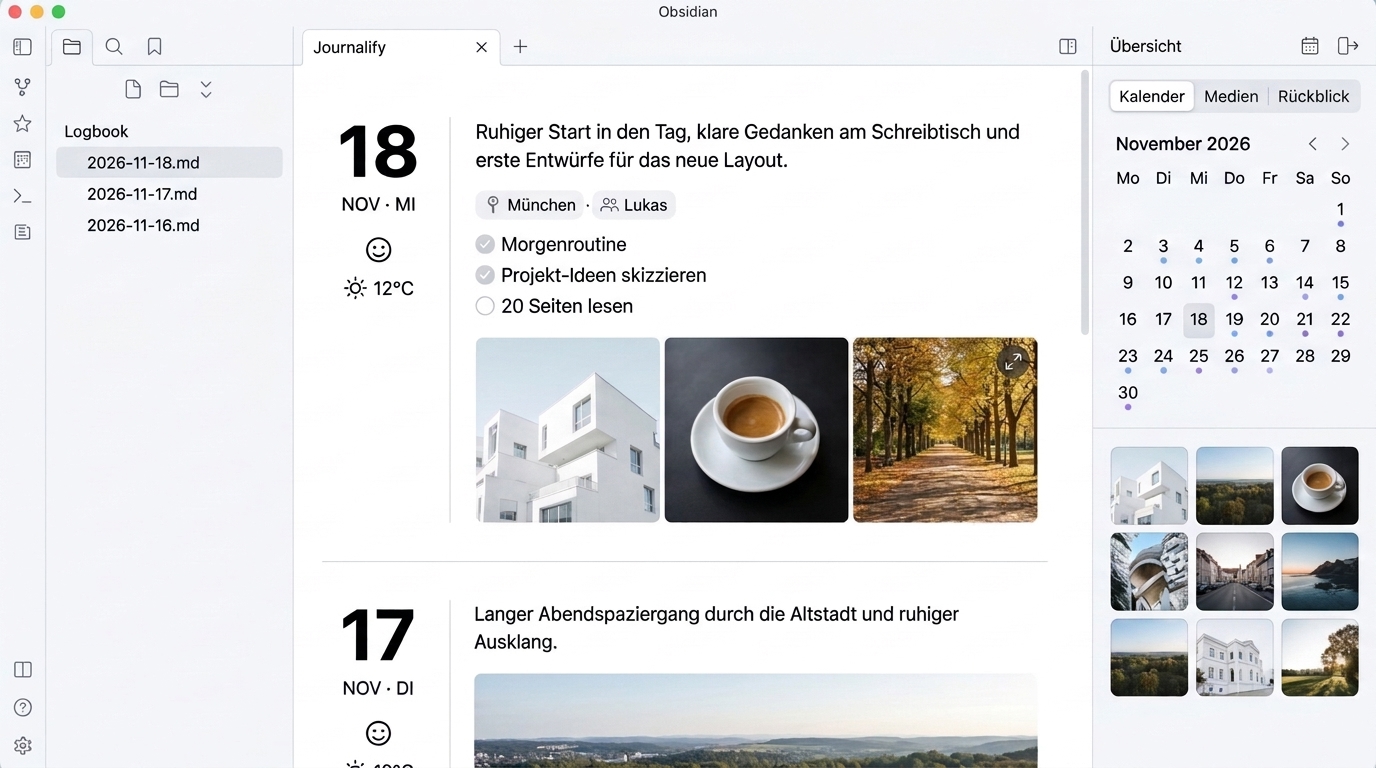 Obsidian
Journalify
Logbook
2026-11-18.md
2026-11-17.md
2026-11-16.md
18
NOV · MI
12°C
Ruhiger Start in den Tag, klare Gedanken am Schreibtisch und
erste Entwürfe für das neue Layout.
München · Lukas
Morgenroutine
Projekt-Ideen skizzieren
20 Seiten lesen
17
NOV · DI
Langer Abendspaziergang durch die Altstadt und ruhiger
Ausklang.
Übersicht
Kalender Medien Rückblick
November 2026
Mo Di Mi Do Fr Sa So
1
2 3 4 5 6 7 8
9 10 11 12 13 14 15
16 17 18 19 20 21 22
23 24 25 26 27 28 29
30